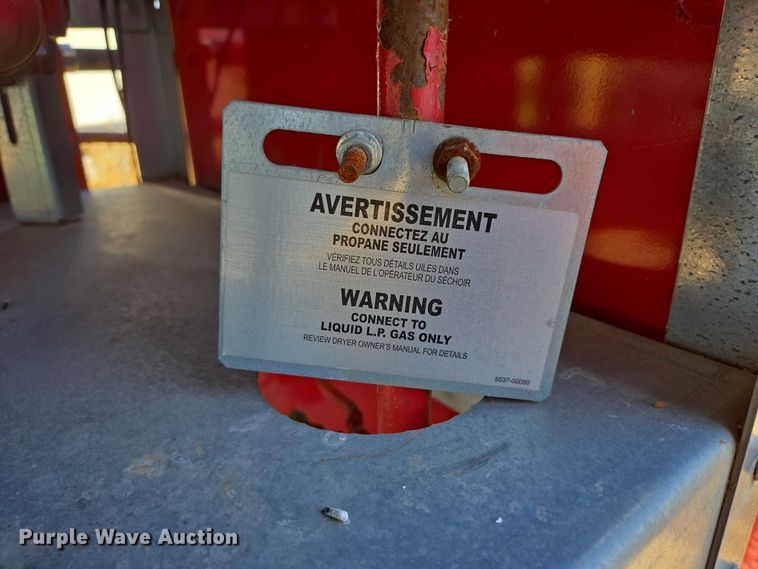 AVERTISSEMENT
CONNECTEZ AU
PROPANE SEULEMENT
VÉRIFIEZ TOUS DÉTAILS UILES DANS
LE MANUEL DE L'OPÉRATEUR DU SÉCHOIR
WARNING
CONNECT TO
LIQUID L.P. GAS ONLY
REVIEW DRYER OWNER'S MANUAL FOR DETAILS
5537-00050
Purple Wave Auction